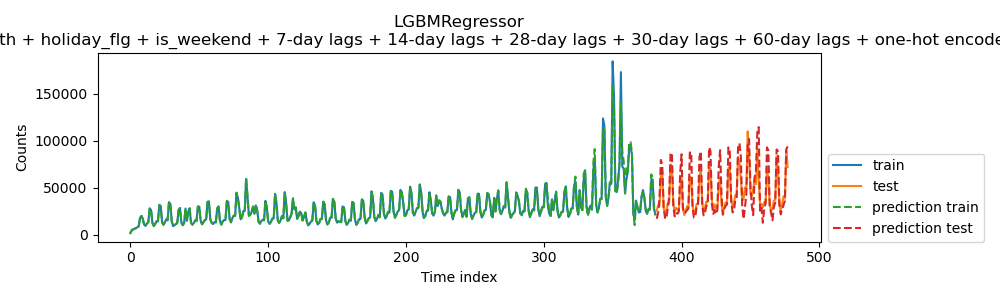 LGBMRegressor
th + holiday_flg + is_weekend + 7-day lags + 14-day lags + 28-day lags + 30-day lags + 60-day lags + one-hot encode
150000
100000
50000
0
Counts
0 100 200 300 400 500
Time index
train
test
prediction train
prediction test